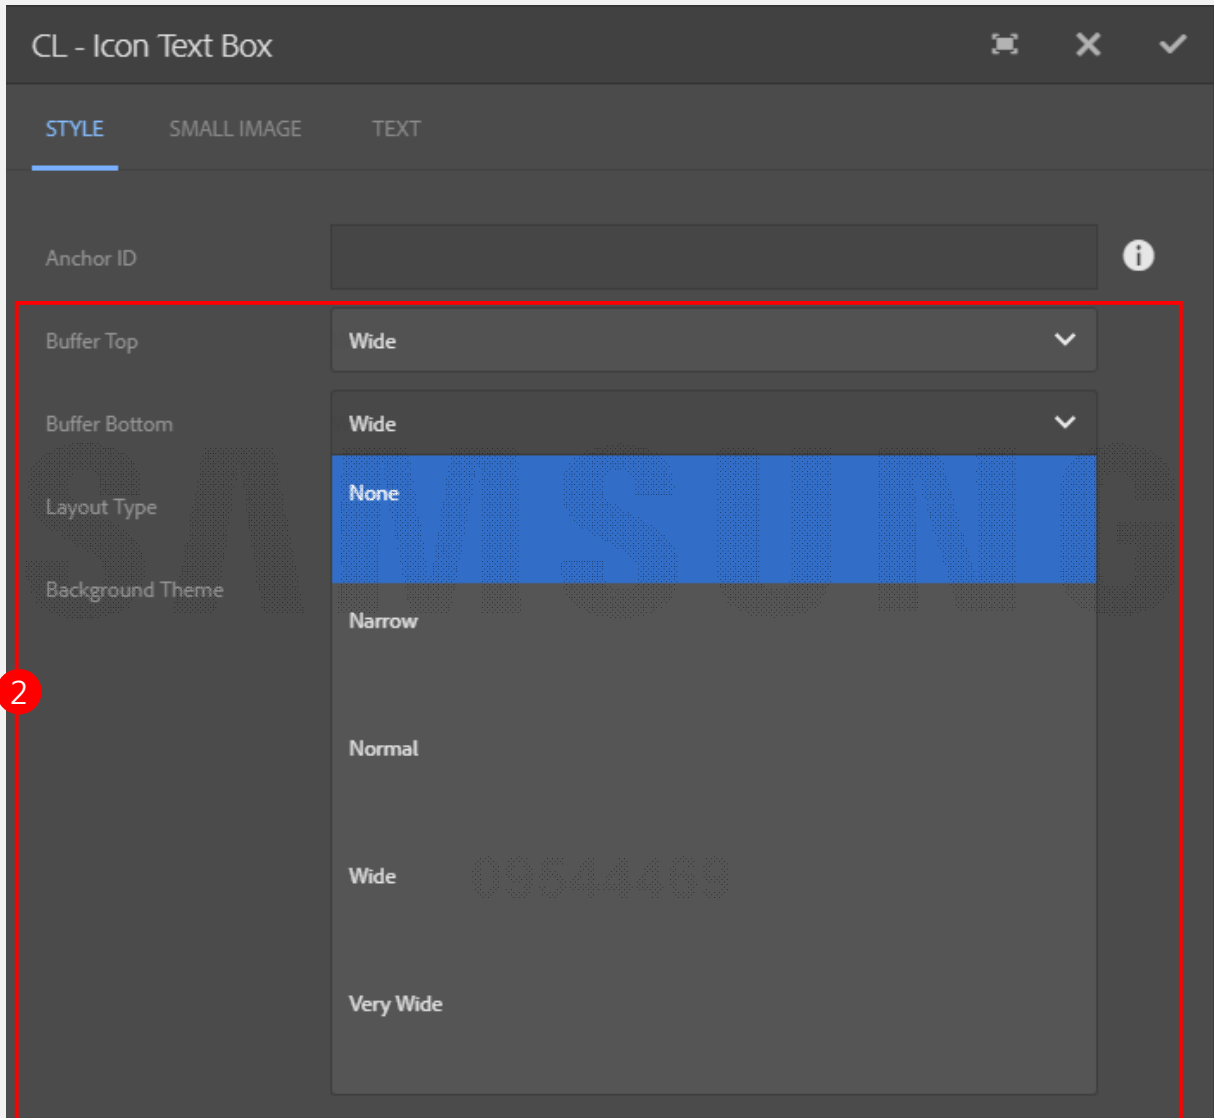 CL - Icon Text Box
STYLE SMALL IMAGE TEXT
Anchor ID
Buffer Top Wide
Buffer Bottom Wide
None
Layout Type
Background Theme
SAMSUNG
Narrow
2
Normal
Wide
09544469
Very Wide